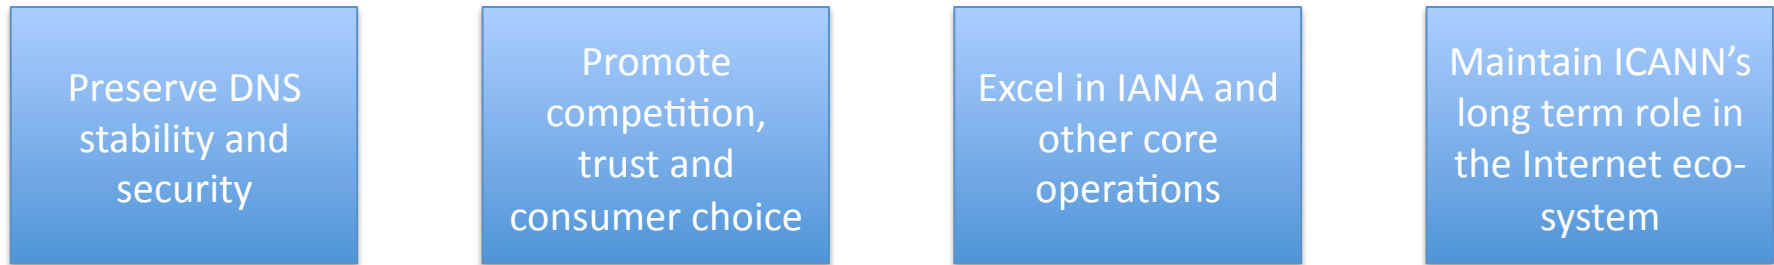 Preserve DNS
stability and
security
Promote
competition,
trust and
consumer choice
Excel in IANA and
other core
operations
Maintain ICANN’s
long term role in
the Internet eco-
system